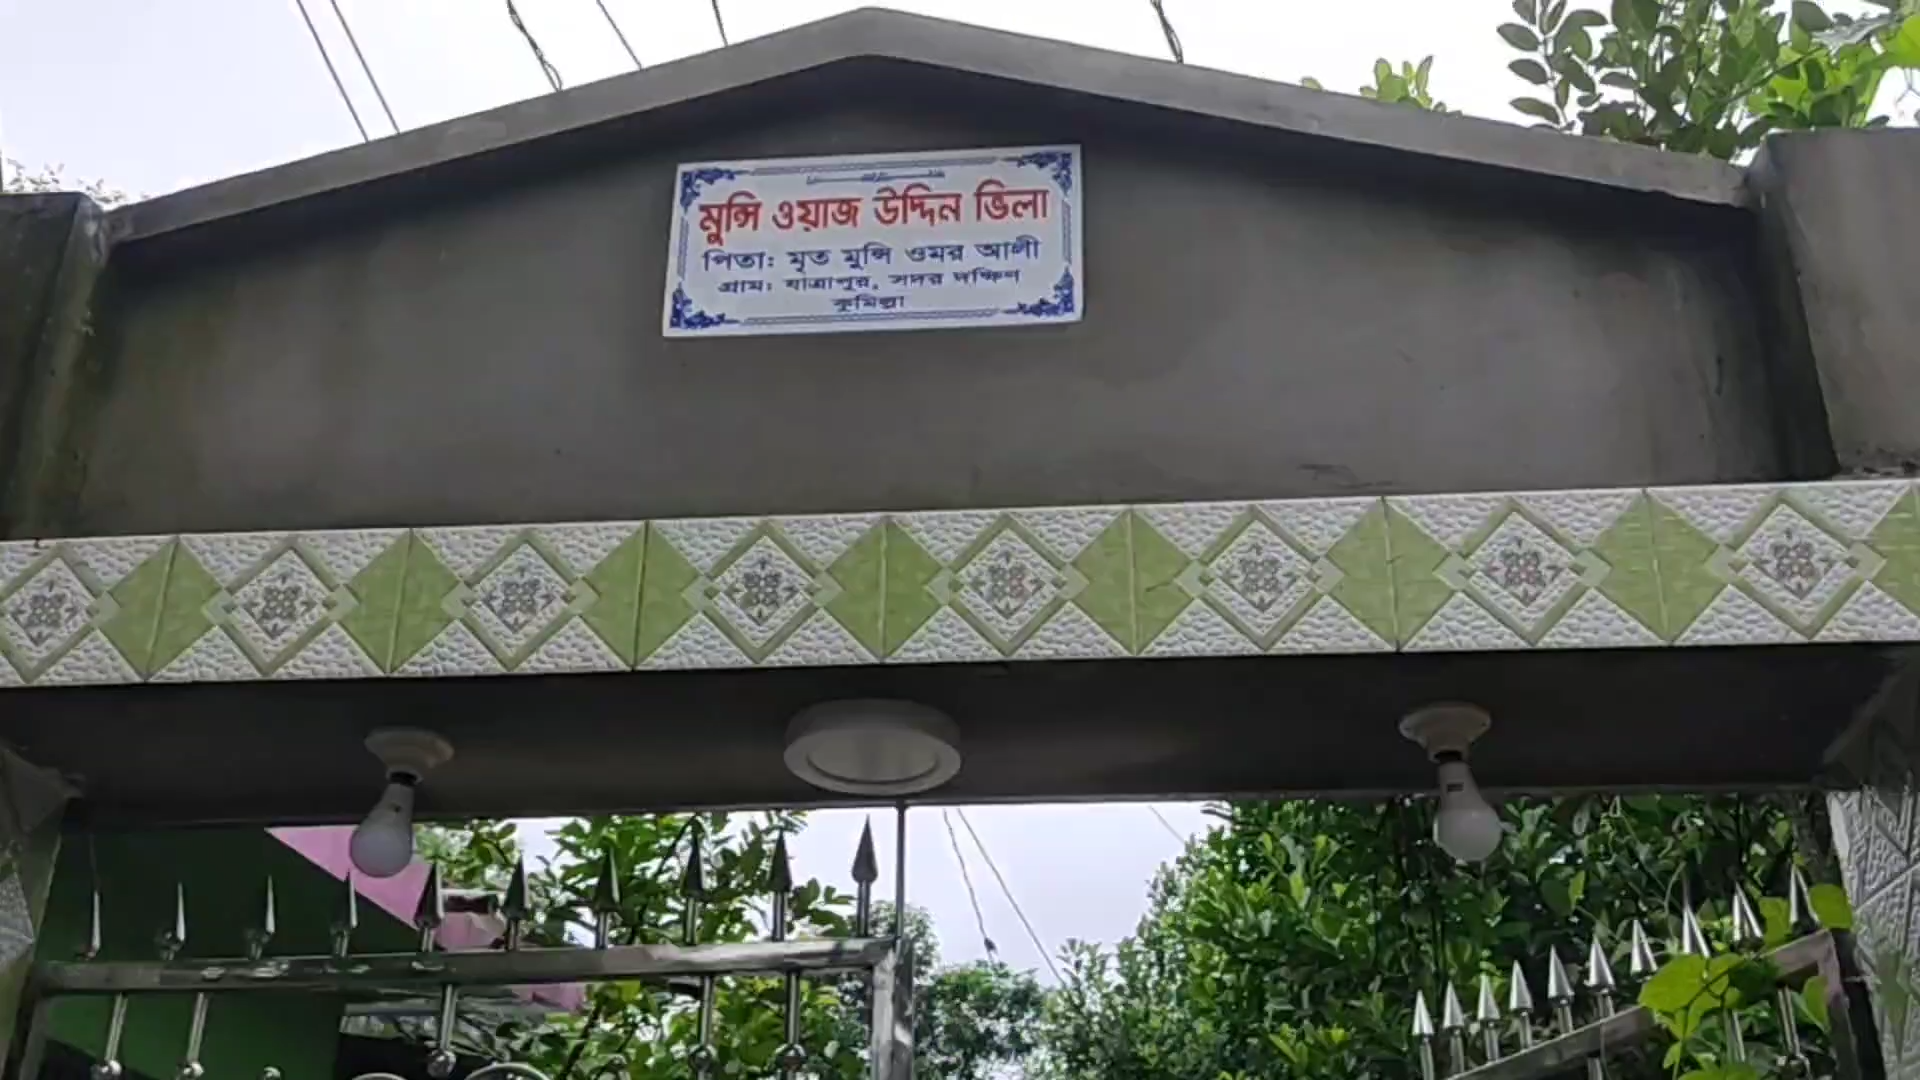 মুন্সি ওয়াজ উদ্দিন ভিলা
পিতা: মৃত মুন্সি ওমর আলী
গ্রাম: যাত্রাপুর, সদর দক্ষিণ
কুমিল্লা